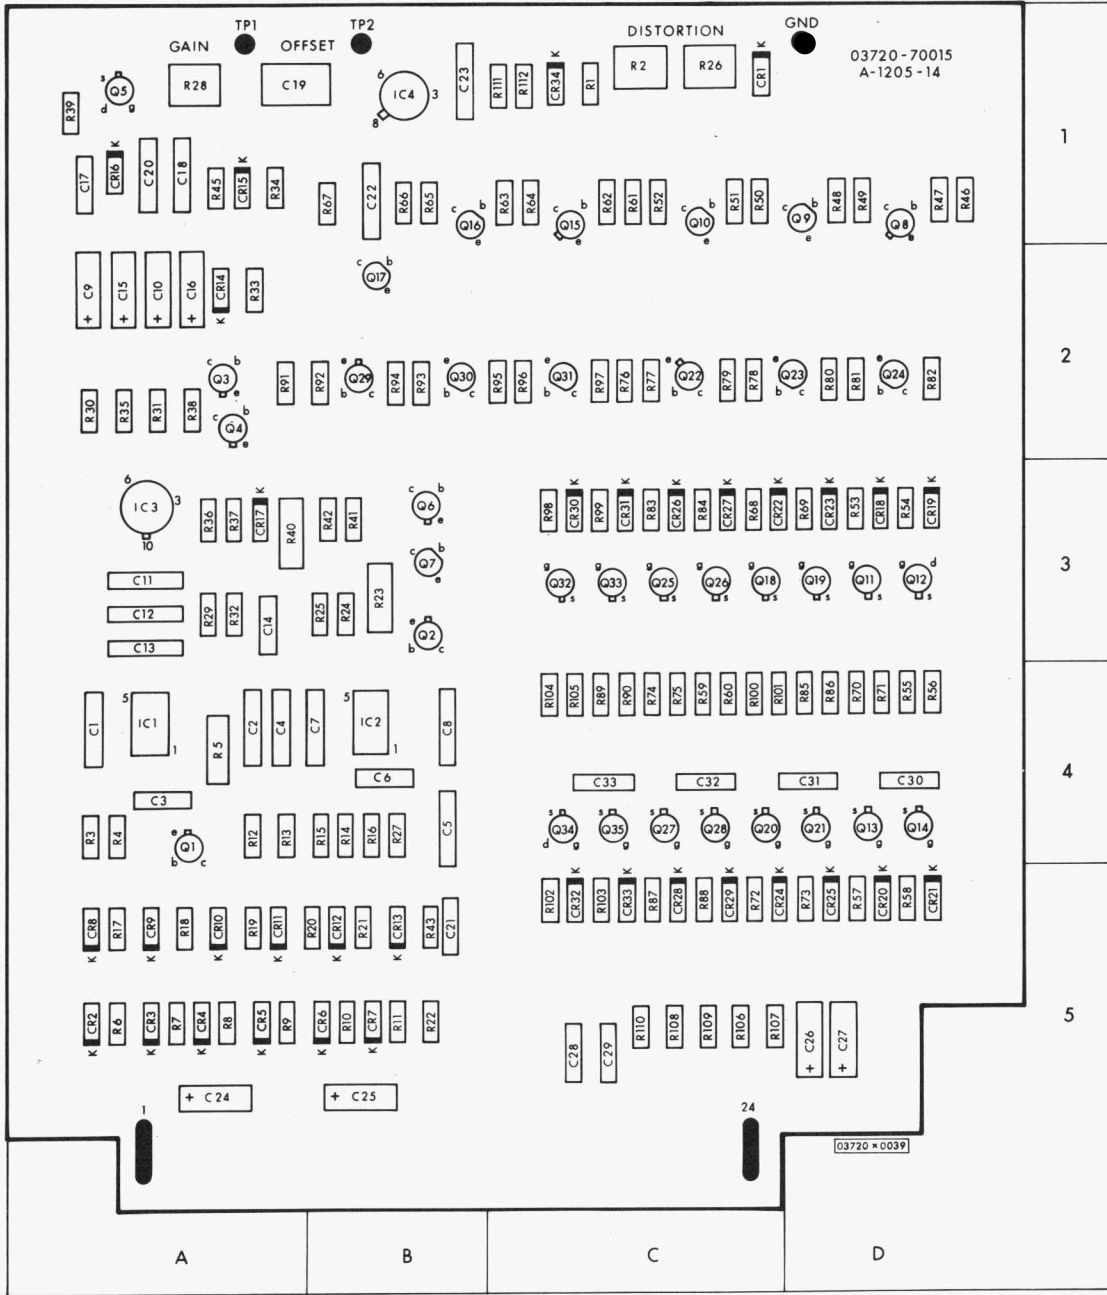 TP1 TP2 GND
GAIN OFFSET DISTORTION
03720-70015
A-1205-14
R39 s Q5 d g R28 C19 6 IC4 3 8 C23 R111 R112 K CR34 R1 R2 R26 K CR1
1
C17 K CR16 C20 C18 R45 K CR15 R34 R67 C22 R66 R65 c b Q16 e R63 R64 c b Q15 e R62 R61 R52 c b Q10 e R51 R50 c b Q9 e R48 R49 c b Q8 e R47 R46
+ C9 + C15 + C10 + C16 CR14 K R33 c b Q17 e
2
c b Q3 e R91 R92 e Q29 b c R94 R93 e Q30 b c R95 R96 e Q31 b c R97 R76 R77 e Q22 b c R79 R78 e Q23 b c R80 R81 e Q24 b c R82
R30 R35 R31 R38 c b Q4 e
6 IC3 3 10 R36 R37 K CR17 R40 R42 R41 c b Q6 e R98 K CR30 R99 K CR31 R83 K CR26 R84 K CR27 R68 K CR22 R69 K CR23 R53 K CR18 R54 K CR19
3
c b Q7 e g Q32 s g Q33 s g Q25 s g Q26 s g Q18 s g Q19 s g Q11 s g d Q12 s
C11
C12 R29 R32 C14 R25 R24 R23 e Q2 b c
C13
C1 5 IC1 1 R5 C2 C4 C7 5 IC2 1 C8 R104 R105 R89 R90 R74 R75 R59 R60 R100 R101 R85 R86 R70 R71 R55 R56
4
C6 C33 C32 C31 C30
C3
R3 R4 e Q1 b c R12 R13 R15 R14 R16 R27 C5 s Q34 d g s Q35 g s Q27 g s Q28 g s Q20 g s Q21 g s Q13 g s Q14 g
CR8 K R17 CR9 K R18 CR10 K R19 CR11 K R20 CR12 K R21 CR13 K R43 C21 R102 K CR32 R103 K CR33 R87 K CR28 R88 K CR29 R72 K CR24 R73 K CR25 R57 K CR20 R58 K CR21
5
CR2 K R6 CR3 K R7 CR4 K R8 CR5 K R9 CR6 K R10 CR7 K R11 R22 C28 C29 R110 R108 R109 R106 R107 + C26 + C27
+ C24 + C25
1 24
03720 × 0039
A B C D